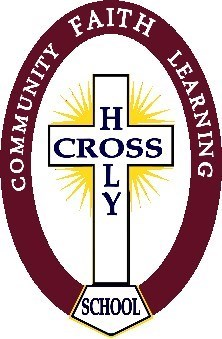 COMMUNITY FAITH LEARNING
HOLY
CROSS
SCHOOL